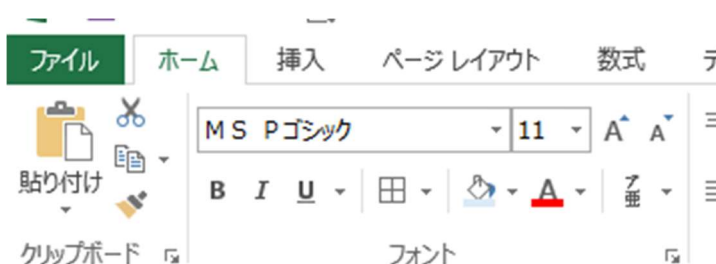 ファイル ホーム 挿入 ページ レイアウト 数式
ＭＳ Ｐゴシック 11 A A
貼り付け B I U A ア亜
クリップボード フォント